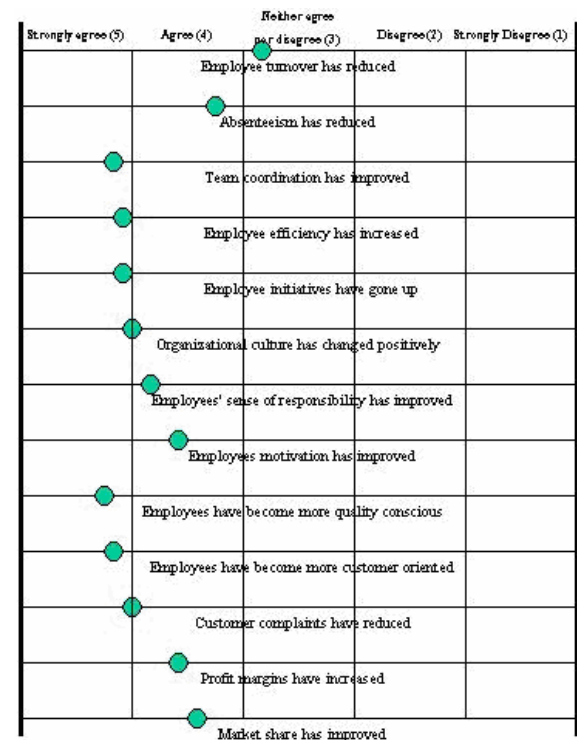 Neither agree
Strongly agree (5) Agree (4) nor disagree (3) Disagree (2) Strongly Disagree (1)
Employee turnover has reduced
Absenteeism has reduced
Team coordination has improved
Employee efficiency has increased
Employee initiatives have gone up
Organizational culture has changed positively
Employees' sense of responsibility has improved
Employees motivation has improved
Employees have become more quality conscious
Employees have become more customer oriented
Customer complaints have reduced
Profit margins have increased
Market share has improved